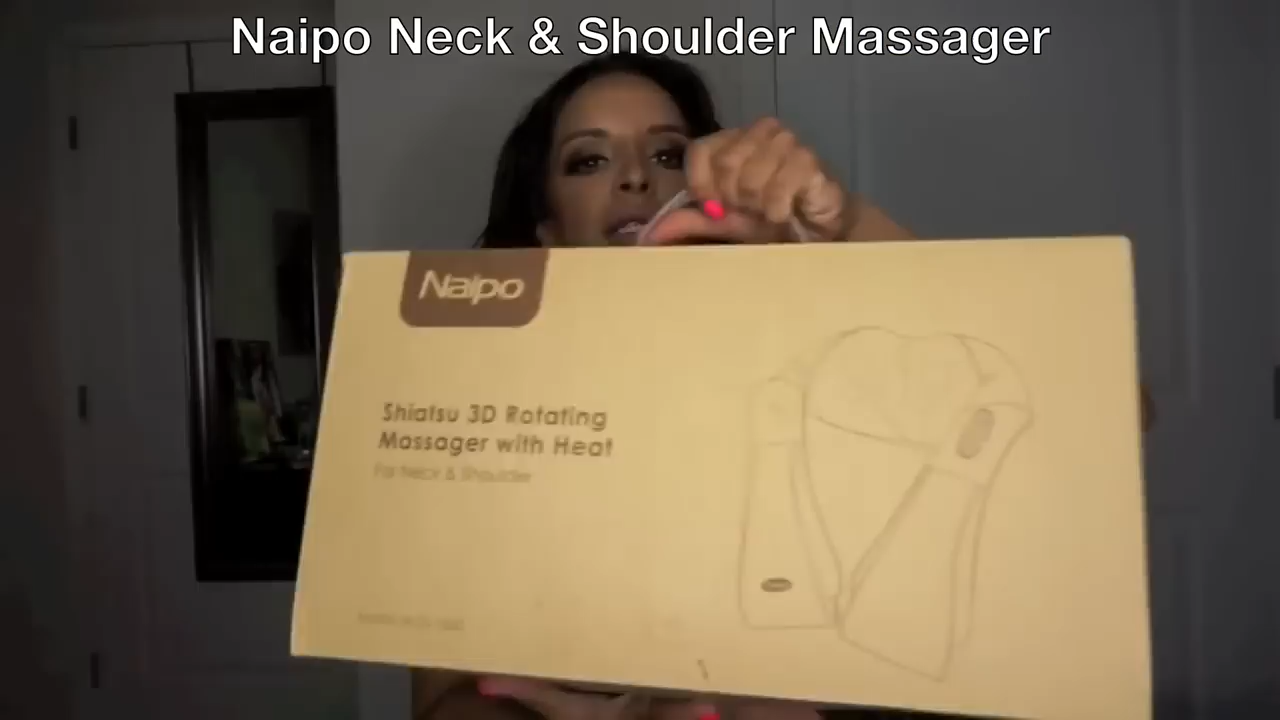 Naipo Neck & Shoulder Massager
Naipo
Shiatsu 3D Rotating
Massager with Heat
For Neck & Shoulder